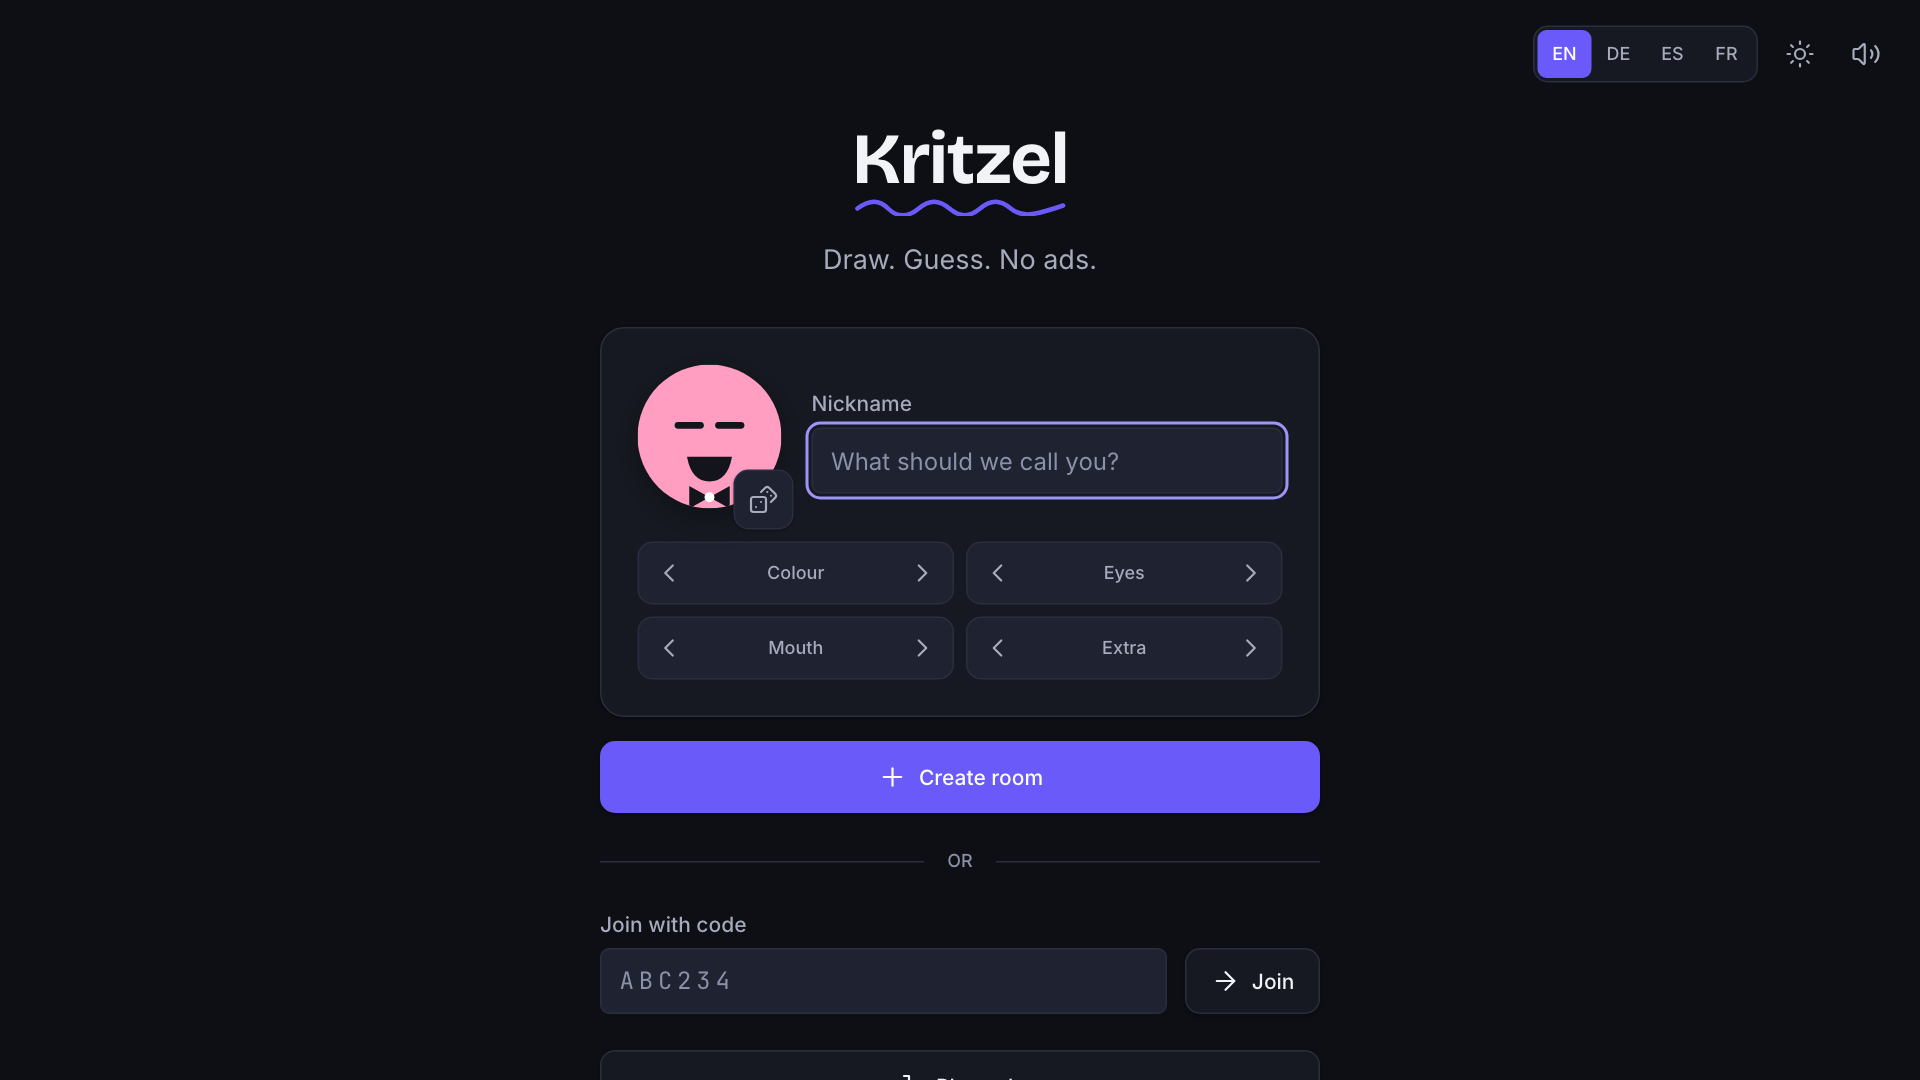 EN DE ES FR
Kritzel
Draw. Guess. No ads.
Nickname
What should we call you?
Colour
Eyes
Mouth
Extra
Create room
OR
Join with code
ABC234
Join